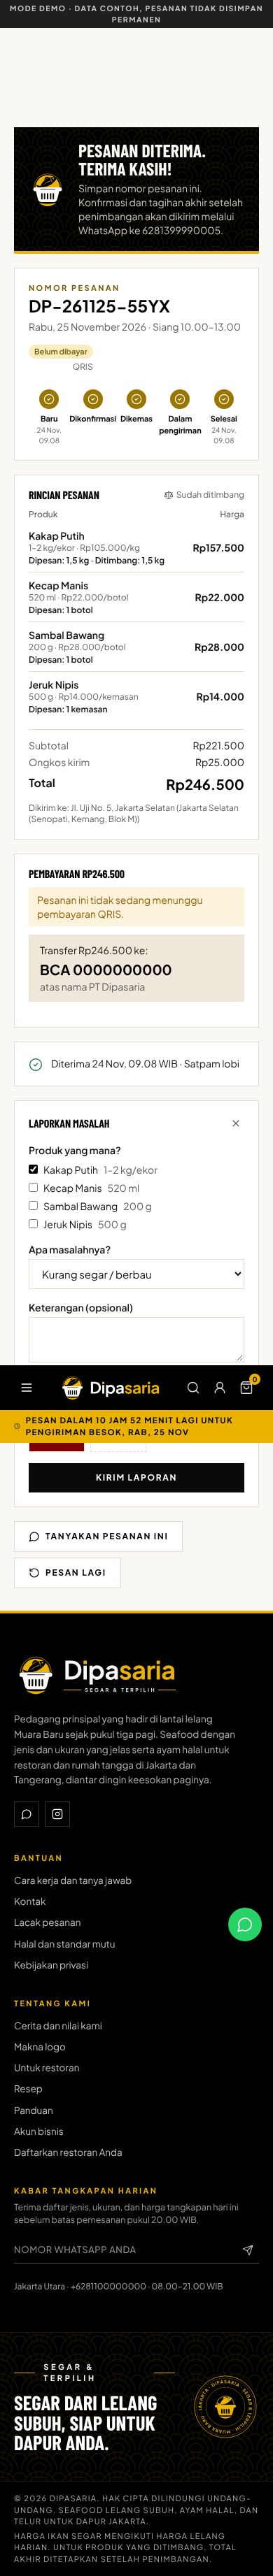 MODE DEMO · DATA CONTOH, PESANAN TIDAK DISIMPAN
PERMANEN
PESANAN DITERIMA.
TERIMA KASIH!
Simpan nomor pesanan ini.
Konfirmasi dan tagihan akhir setelah
penimbangan akan dikirim melalui
WhatsApp ke 6281399990005.
NOMOR PESANAN
DP-261125-55YX
Rabu, 25 November 2026 · Siang 10.00–13.00
Belum dibayar
QRIS
Baru
24 Nov,
09.08
Dikonfirmasi
Dikemas
Dalam
pengiriman
Selesai
24 Nov,
09.08
RINCIAN PESANAN
Sudah ditimbang
Produk
Harga
Kakap Putih
1–2 kg/ekor · Rp105.000/kg
Dipesan: 1,5 kg · Ditimbang: 1,5 kg
Rp157.500
Kecap Manis
520 ml · Rp22.000/botol
Dipesan: 1 botol
Rp22.000
Sambal Bawang
200 g · Rp28.000/botol
Dipesan: 1 botol
Rp28.000
Jeruk Nipis
500 g · Rp14.000/kemasan
Dipesan: 1 kemasan
Rp14.000
Subtotal
Rp221.500
Ongkos kirim
Rp25.000
Total
Rp246.500
Dikirim ke: Jl. Uji No. 5, Jakarta Selatan (Jakarta Selatan
(Senopati, Kemang, Blok M))
PEMBAYARAN RP246.500
Pesanan ini tidak sedang menunggu
pembayaran QRIS.
Transfer Rp246.500 ke:
BCA 0000000000
atas nama PT Dipasaria
Diterima 24 Nov, 09.08 WIB · Satpam lobi
LAPORKAN MASALAH
Produk yang mana?
Kakap Putih 1–2 kg/ekor
Kecap Manis 520 ml
Sambal Bawang 200 g
Jeruk Nipis 500 g
Apa masalahnya?
Kurang segar / berbau
Keterangan (opsional)
Dipasaria
0
PESAN DALAM 10 JAM 52 MENIT LAGI UNTUK
PENGIRIMAN BESOK, RAB, 25 NOV
KIRIM LAPORAN
TANYAKAN PESANAN INI
PESAN LAGI
Dipasaria
SEGAR & TERPILIH
Pedagang prinsipal yang hadir di lantai lelang
Muara Baru sejak pukul tiga pagi. Seafood dengan
jenis dan ukuran yang jelas serta ayam halal untuk
restoran dan rumah tangga di Jakarta dan
Tangerang, diantar dingin keesokan paginya.
BANTUAN
Cara kerja dan tanya jawab
Kontak
Lacak pesanan
Halal dan standar mutu
Kebijakan privasi
TENTANG KAMI
Cerita dan nilai kami
Makna logo
Untuk restoran
Resep
Panduan
Akun bisnis
Daftarkan restoran Anda
KABAR TANGKAPAN HARIAN
Terima daftar jenis, ukuran, dan harga tangkapan hari ini
sebelum batas pemesanan pukul 20.00 WIB.
NOMOR WHATSAPP ANDA
Jakarta Utara · +6281100000000 · 08.00–21.00 WIB
SEGAR &
TERPILIH
SEGAR DARI LELANG
SUBUH, SIAP UNTUK
DAPUR ANDA.
© 2026 DIPASARIA. HAK CIPTA DILINDUNGI UNDANG-
UNDANG. SEAFOOD LELANG SUBUH, AYAM HALAL, DAN
TELUR UNTUK DAPUR JAKARTA.
HARGA IKAN SEGAR MENGIKUTI HARGA LELANG
HARIAN. UNTUK PRODUK YANG DITIMBANG, TOTAL
AKHIR DITETAPKAN SETELAH PENIMBANGAN.